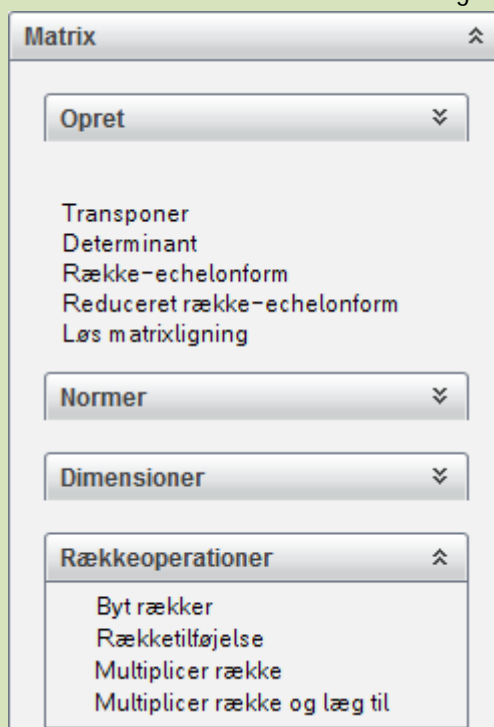 Matrix
Opret
Transponer
Determinant
Række-echelonform
Reduceret række-echelonform
Løs matrixligning
Normer
Dimensioner
Rækkeoperationer
Byt rækker
Rækketilføjelse
Multiplicer række
Multiplicer række og læg til